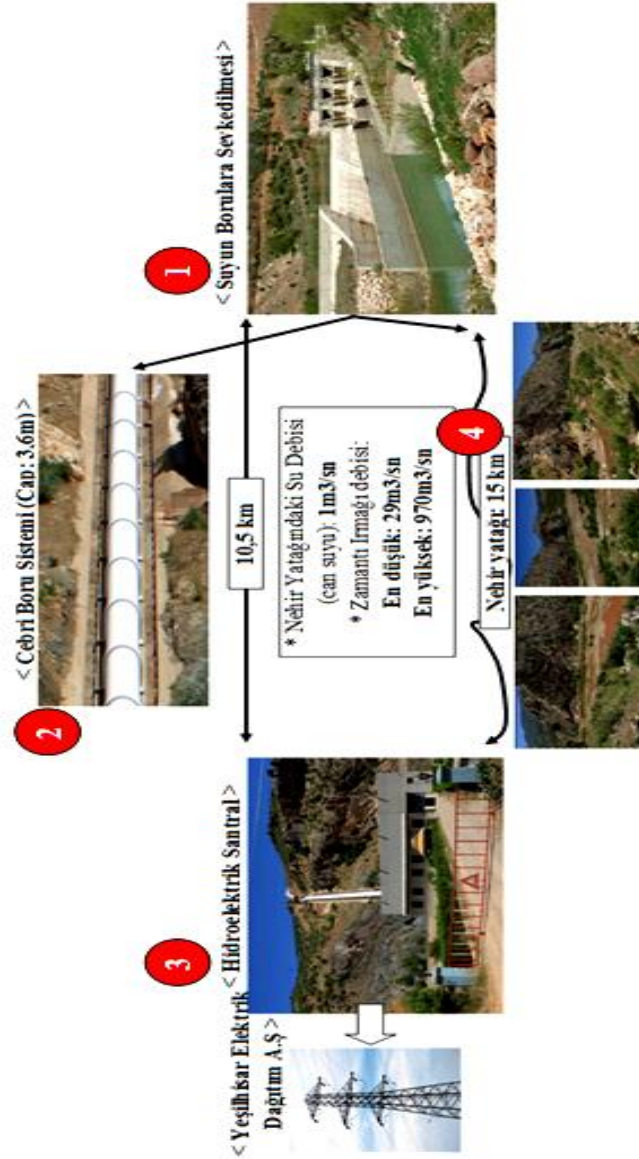 1
< Suyun Borulara Sevkedilmesi >
2
< Cebri Boru Sistemi (Çap: 3.6m) >
10,5 km
* Nehir Yatağındaki Su Debisi
(can suyu): 1m3/sn
* Zamantı Irmağı debisi:
En düşük: 29m3/sn
En yüksek: 970m3/sn
3
< Hidroelektrik Santral >
< Yeşilhisar Elektrik
Dağıtım A.Ş >
4
Nehir yatağı: 15 km